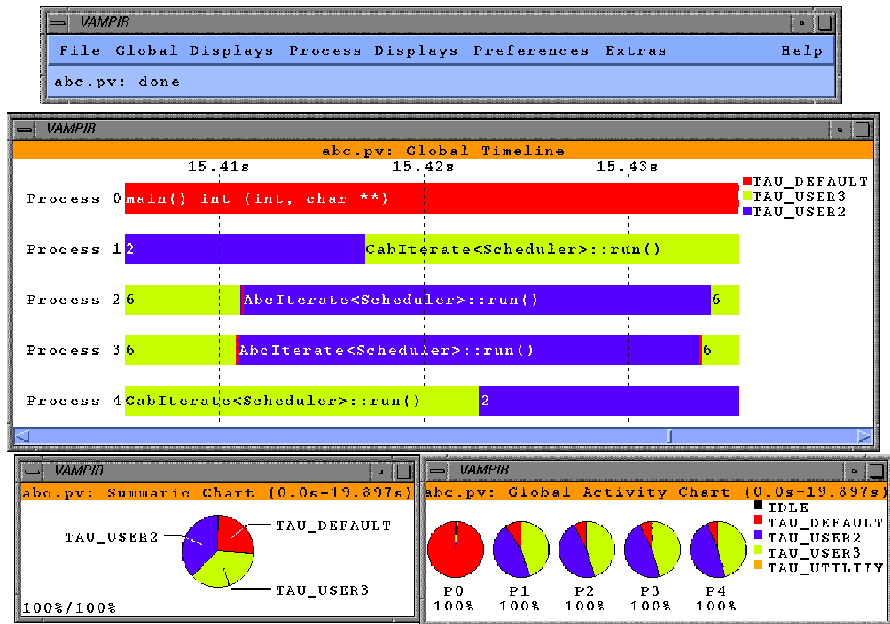 VAMPIR
File Global Displays Process Displays Preferences Extras Help
abc.pv: done
VAMPIR
abc.pv: Global Timeline
15.41s 15.42s 15.43s
TAU_DEFAULT
TAU_USER3
TAU_USER2
Process 0 main() int (int, char **)
Process 1 2 CabIterate<Scheduler>::run()
Process 2 6 AbcIterate<Scheduler>::run() 6
Process 3 6 AbcIterate<Scheduler>::run() 6
Process 4 CabIterate<Scheduler>::run() 2
VAMPIR
abc.pv: Summaric Chart (0.0s-19.897s)
TAU_DEFAULT
TAU_USER2
TAU_USER3
100%/100%
VAMPIR
abc.pv: Global Activity Chart (0.0s-19.897s)
IDLE
TAU_DEFAULT
TAU_USER2
TAU_USER3
TAU_UTILITY
P0 P1 P2 P3 P4
100% 100% 100% 100% 100%